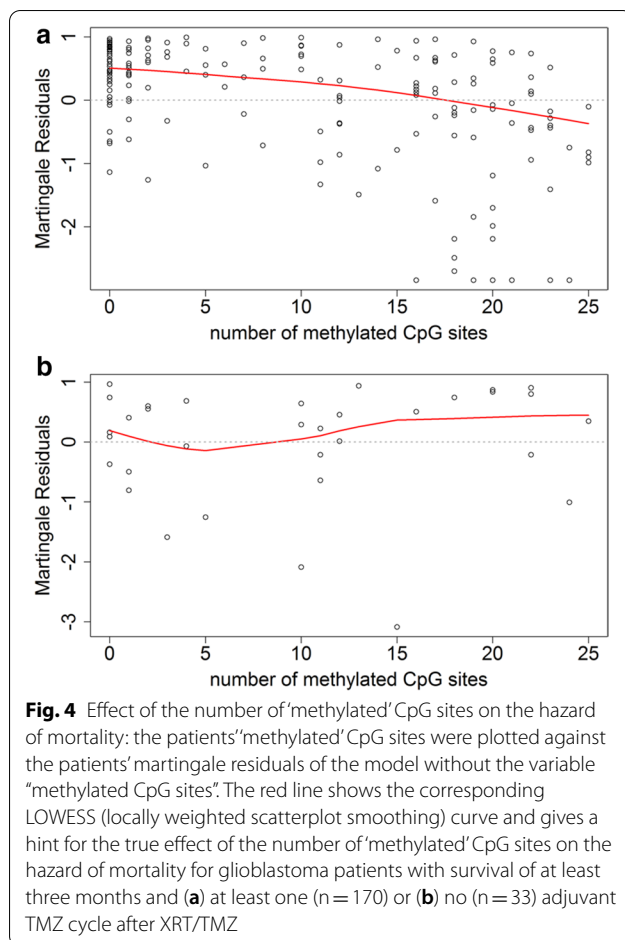 a
1
0
-1
-2
Martingale Residuals
0 5 10 15 20 25
number of methylated CpG sites
b
1
0
-1
-2
-3
Martingale Residuals
0 5 10 15 20 25
number of methylated CpG sites
Fig. 4 Effect of the number of ‘methylated’ CpG sites on the hazard
of mortality: the patients’ ‘methylated’ CpG sites were plotted against
the patients’ martingale residuals of the model without the variable
“methylated CpG sites”. The red line shows the corresponding
LOWESS (locally weighted scatterplot smoothing) curve and gives a
hint for the true effect of the number of ‘methylated’ CpG sites on the
hazard of mortality for glioblastoma patients with survival of at least
three months and (a) at least one (n = 170) or (b) no (n = 33) adjuvant
TMZ cycle after XRT/TMZ